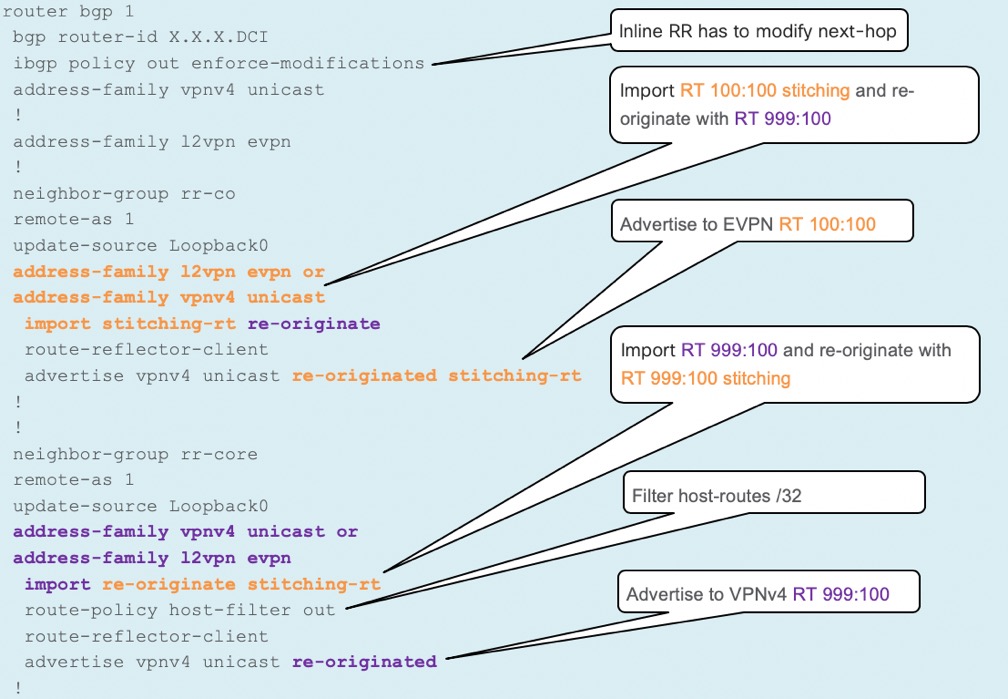 router bgp 1
bgp router-id X.X.X.DCI
ibgp policy out enforce-modifications
address-family vpnv4 unicast
!
address-family l2vpn evpn
!
neighbor-group rr-co
remote-as 1
update-source Loopback0
address-family l2vpn evpn or
address-family vpnv4 unicast
import stitching-rt re-originate
route-reflector-client
advertise vpnv4 unicast re-originated stitching-rt
!
!
neighbor-group rr-core
remote-as 1
update-source Loopback0
address-family vpnv4 unicast or
address-family l2vpn evpn
import re-originate stitching-rt
route-policy host-filter out
route-reflector-client
advertise vpnv4 unicast re-originated
!
Inline RR has to modify next-hop
Import RT 100:100 stitching and re-
originate with RT 999:100
Advertise to EVPN RT 100:100
Import RT 999:100 and re-originate with
RT 999:100 stitching
Filter host-routes /32
Advertise to VPNv4 RT 999:100